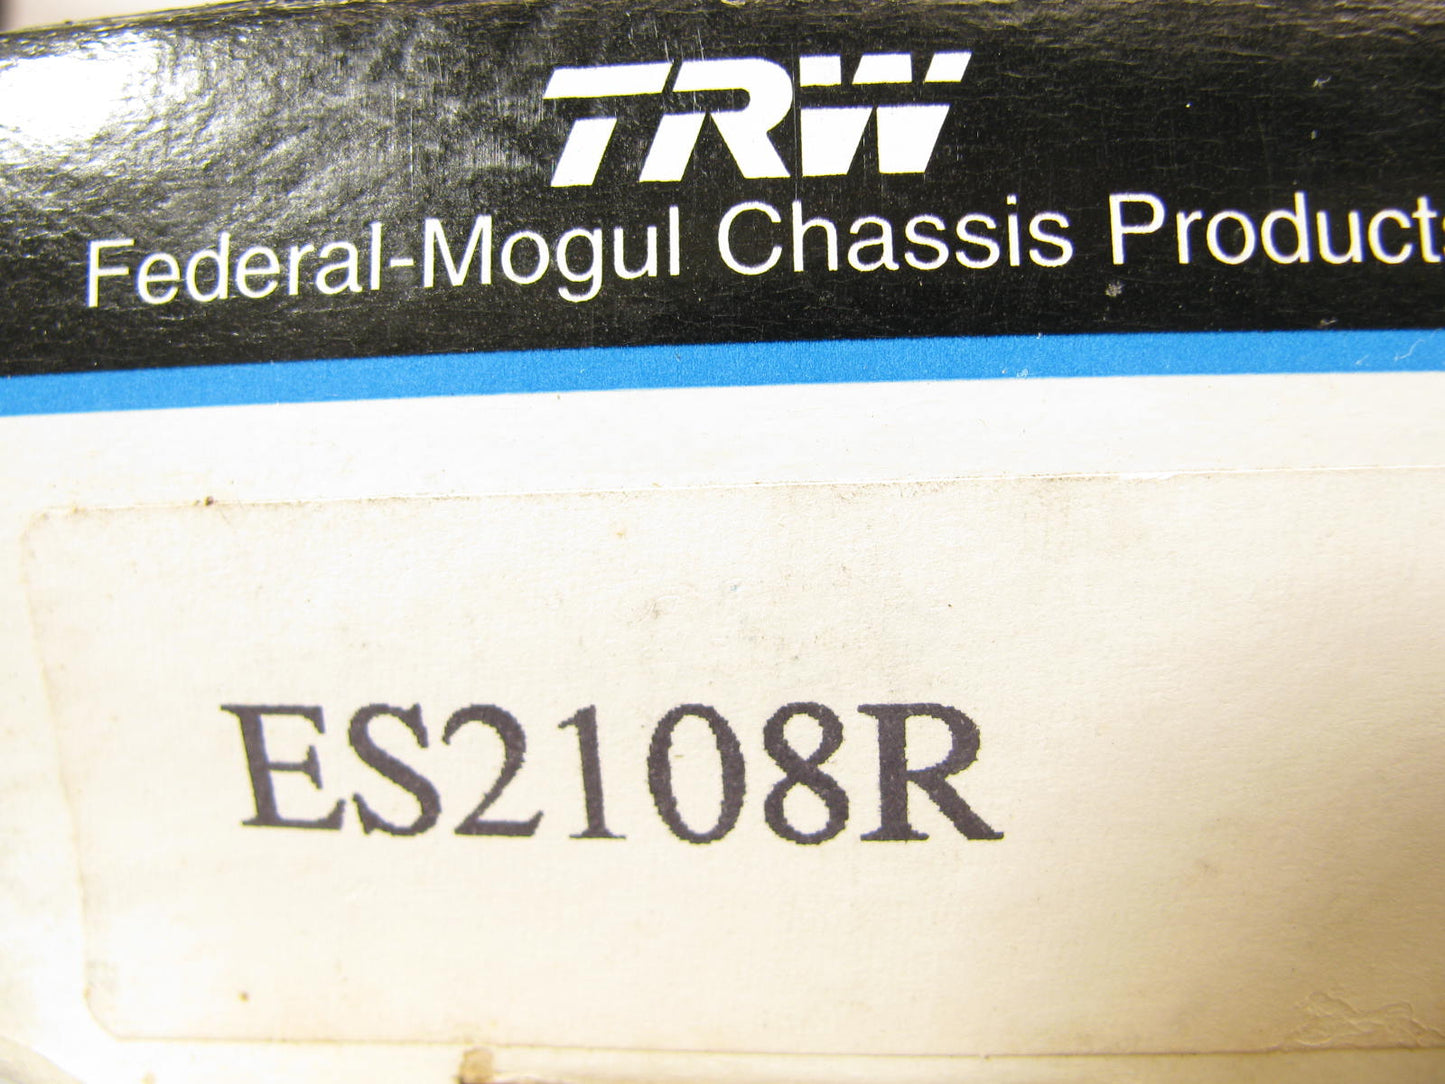 TRW
Federal-Mogul Chassis Products
ES2108R